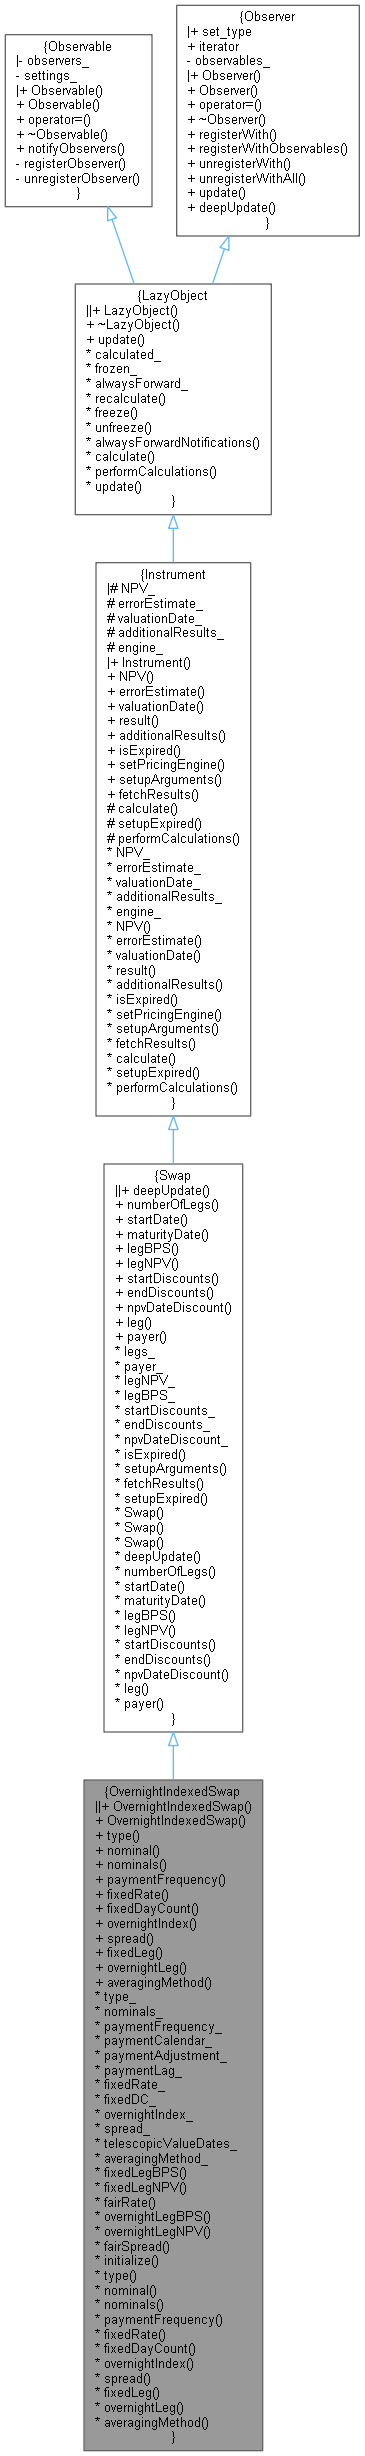 {Observable
|- observers_
- settings_
|+ Observable()
+ Observable()
+ operator=()
+ ~Observable()
+ notifyObservers()
- registerObserver()
- unregisterObserver()
}
{Observer
|+ set_type
+ iterator
- observables_
|+ Observer()
+ Observer()
+ operator=()
+ ~Observer()
+ registerWith()
+ registerWithObservables()
+ unregisterWith()
+ unregisterWithAll()
+ update()
+ deepUpdate()
}
{LazyObject
||+ LazyObject()
+ ~LazyObject()
+ update()
* calculated_
* frozen_
* alwaysForward_
* recalculate()
* freeze()
* unfreeze()
* alwaysForwardNotifications()
* calculate()
* performCalculations()
* update()
}
{Instrument
|# NPV_
# errorEstimate_
# valuationDate_
# additionalResults_
# engine_
|+ Instrument()
+ NPV()
+ errorEstimate()
+ valuationDate()
+ result()
+ additionalResults()
+ isExpired()
+ setPricingEngine()
+ setupArguments()
+ fetchResults()
# calculate()
# setupExpired()
# performCalculations()
* NPV_
* errorEstimate_
* valuationDate_
* additionalResults_
* engine_
* NPV()
* errorEstimate()
* valuationDate()
* result()
* additionalResults()
* isExpired()
* setPricingEngine()
* setupArguments()
* fetchResults()
* calculate()
* setupExpired()
* performCalculations()
}
{Swap
||+ deepUpdate()
+ numberOfLegs()
+ startDate()
+ maturityDate()
+ legBPS()
+ legNPV()
+ startDiscounts()
+ endDiscounts()
+ npvDateDiscount()
+ leg()
+ payer()
* legs_
* payer_
* legNPV_
* legBPS_
* startDiscounts_
* endDiscounts_
* npvDateDiscount_
* isExpired()
* setupArguments()
* fetchResults()
* setupExpired()
* Swap()
* Swap()
* Swap()
* deepUpdate()
* numberOfLegs()
* startDate()
* maturityDate()
* legBPS()
* legNPV()
* startDiscounts()
* endDiscounts()
* npvDateDiscount()
* leg()
* payer()
}
{OvernightIndexedSwap
||+ OvernightIndexedSwap()
+ OvernightIndexedSwap()
+ type()
+ nominal()
+ nominals()
+ paymentFrequency()
+ fixedRate()
+ fixedDayCount()
+ overnightIndex()
+ spread()
+ fixedLeg()
+ overnightLeg()
+ averagingMethod()
* type_
* nominals_
* paymentFrequency_
* paymentCalendar_
* paymentAdjustment_
* paymentLag_
* fixedRate_
* fixedDC_
* overnightIndex_
* spread_
* telescopicValueDates_
* averagingMethod_
* fixedLegBPS()
* fixedLegNPV()
* fairRate()
* overnightLegBPS()
* overnightLegNPV()
* fairSpread()
* initialize()
* type()
* nominal()
* nominals()
* paymentFrequency()
* fixedRate()
* fixedDayCount()
* overnightIndex()
* spread()
* fixedLeg()
* overnightLeg()
* averagingMethod()
}